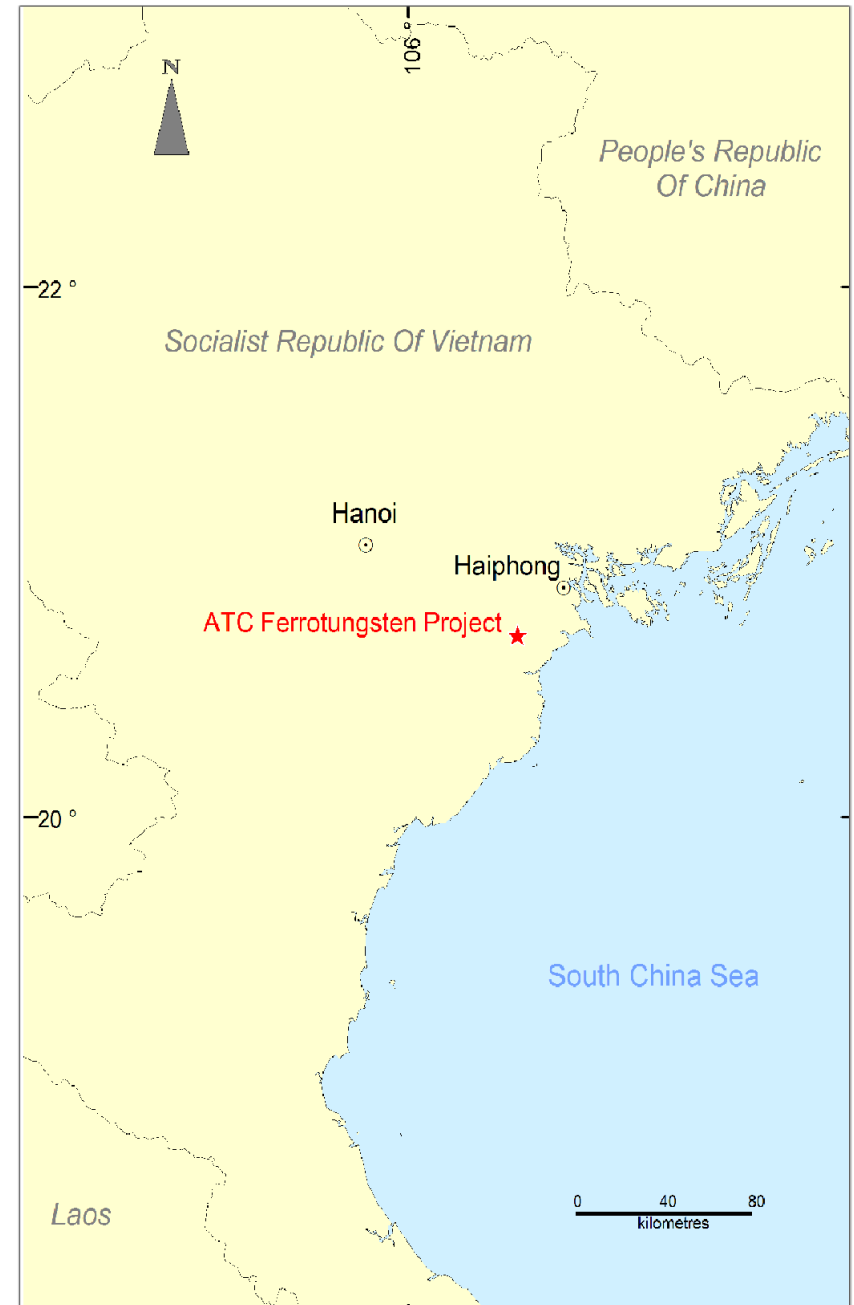 N
106 °
People's Republic
Of China
22 °
Socialist Republic Of Vietnam
Hanoi
Haiphong
ATC Ferrotungsten Project
20 °
South China Sea
0 40 80
kilometres
Laos